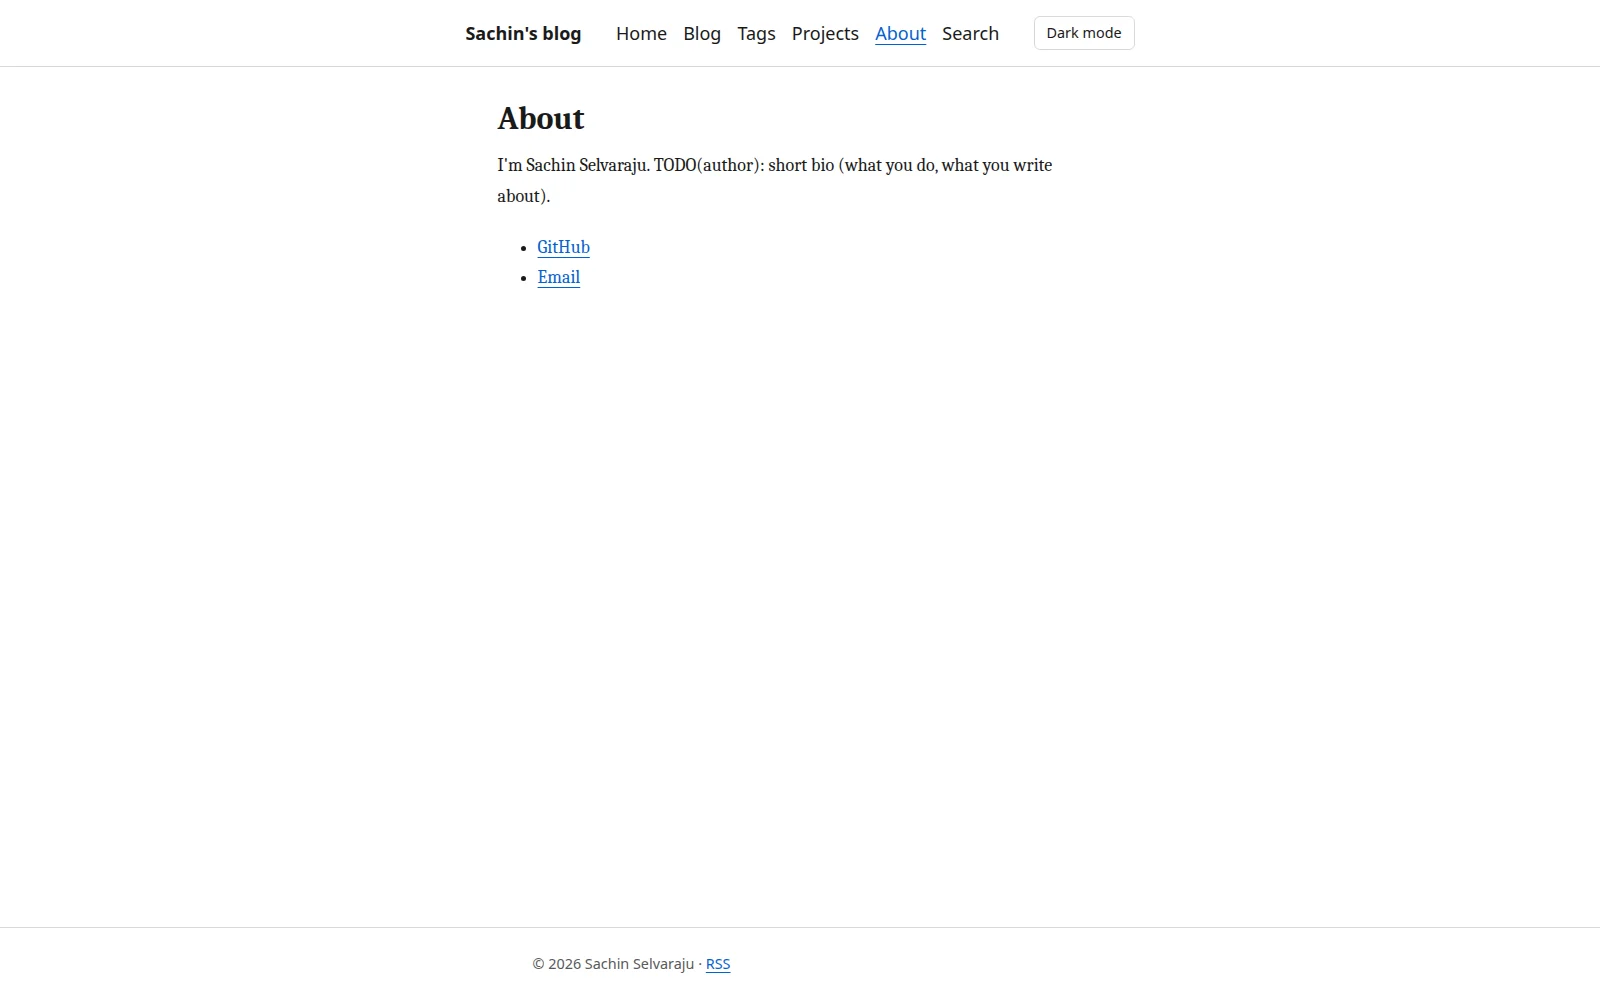 Sachin's blog Home Blog Tags Projects About Search Dark mode
About
I'm Sachin Selvaraju. TODO(author): short bio (what you do, what you write
about).
• GitHub
• Email
© 2026 Sachin Selvaraju · RSS